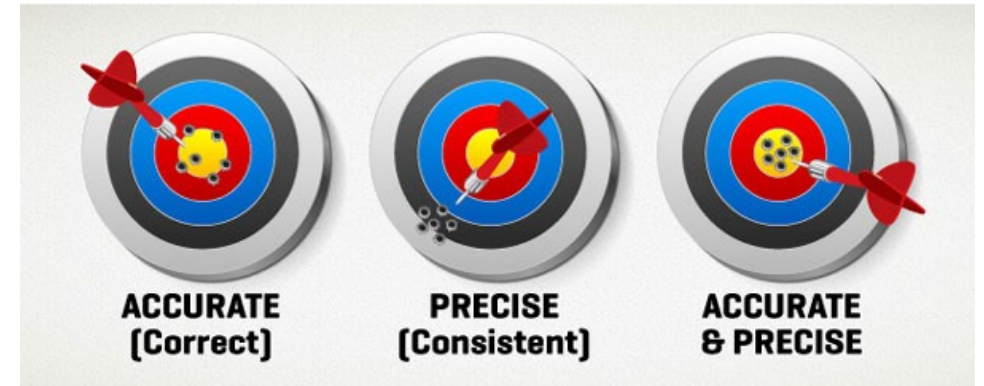 ACCURATE
(Correct)
PRECISE
(Consistent)
ACCURATE
& PRECISE